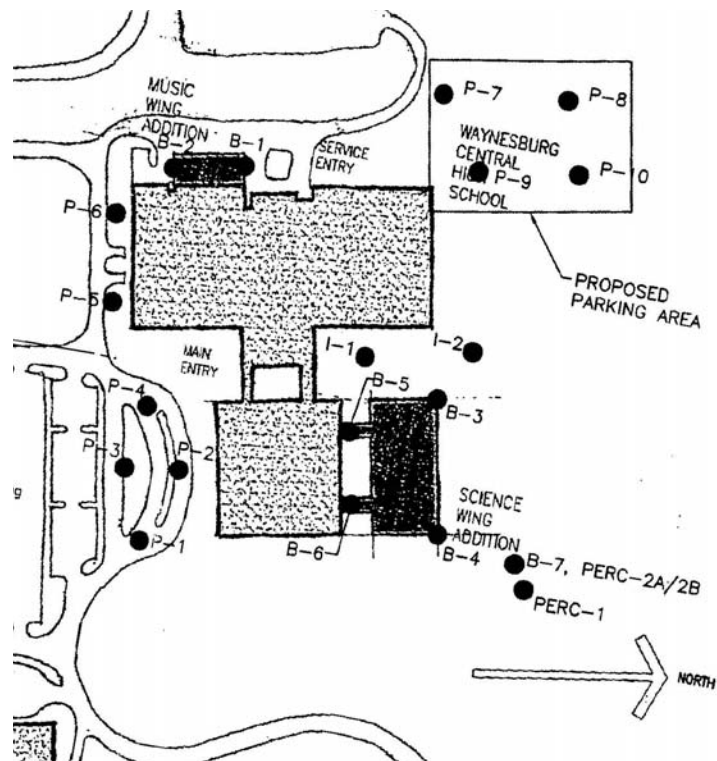 MUSIC
WING
ADDITION
B-2
B-1
SERVICE
ENTRY
P-7
P-8
WAYNESBURG
CENTRAL
HIGH
P-9
SCHOOL
P-10
P-6
PROPOSED
PARKING AREA
P-5
MAIN
ENTRY
I-1
I-2
B-5
B-3
P-4
P-3
P-2
SCIENCE
WING
ADDITION
P-1
B-6
B-4
B-7, PERC-2A/2B
PERC-1
NORTH